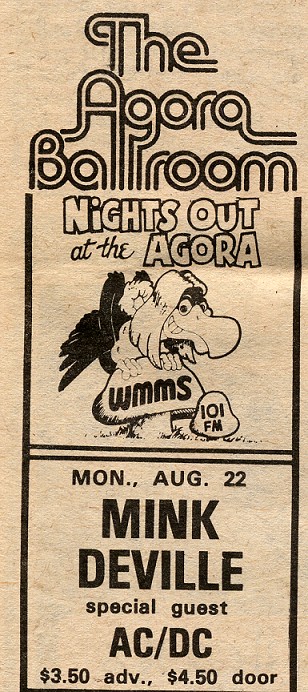 The
Agora
Ballroom
NiGHTS OUT
at the AGORA
WMMS
101
FM
MON., AUG. 22
MINK
DEVILLE
special guest
AC/DC
$3.50 adv., $4.50 door